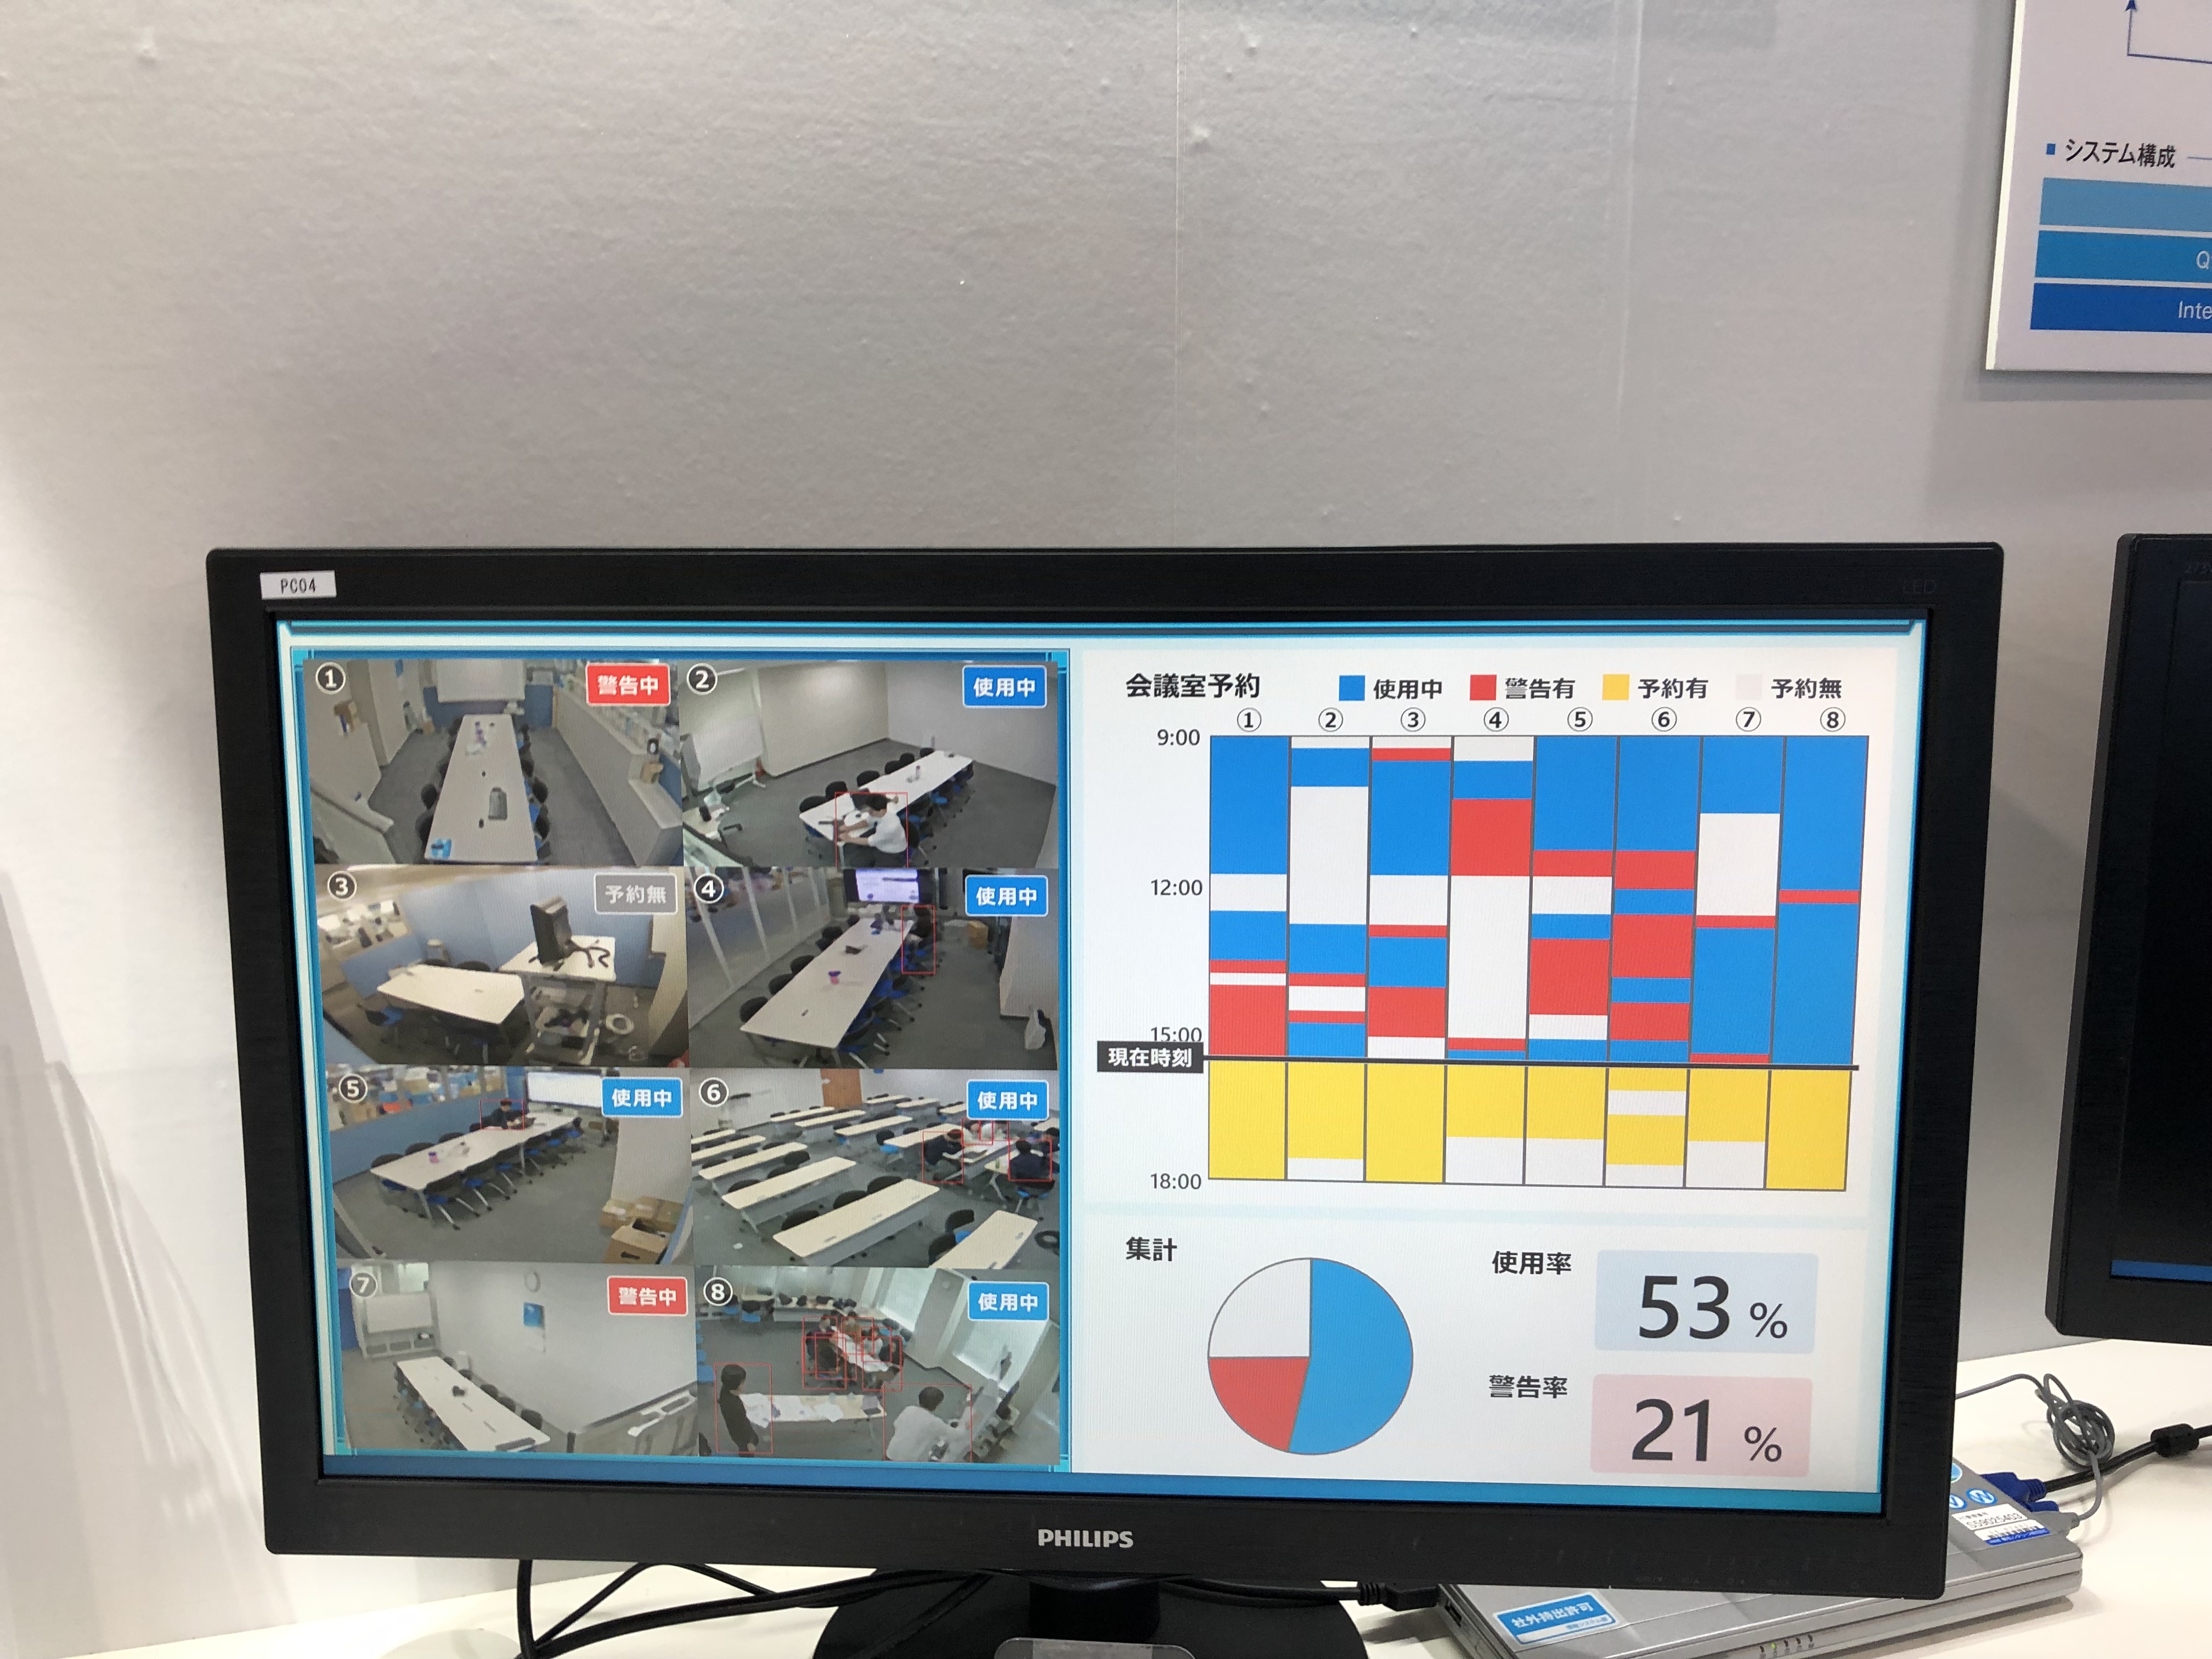 システム構成
Q
Inte
PC04
LED
① 警告中
② 使用中
③ 予約無
④ 使用中
⑤ 使用中
⑥ 使用中
⑦ 警告中
⑧ 使用中
会議室予約 使用中 警告有 予約有 予約無
① ② ③ ④ ⑤ ⑥ ⑦ ⑧
9:00
12:00
15:00
現在時刻
18:00
集計
使用率
53 %
警告率
21 %
PHILIPS
社外持出許可